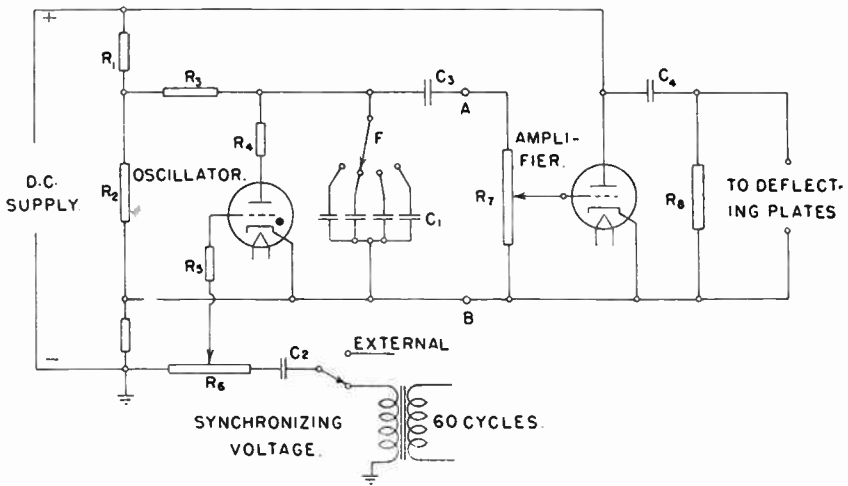 +
R1
R3
C3
C4
A
R4
F
AMPLI-
FIER.
D.C.
SUPPLY.
OSCILLATOR.
R2
C1
R7
R8
TO DEFLECT-
ING PLATES
R5
B
−
R6
C2
EXTERNAL
SYNCHRONIZING
VOLTAGE.
60 CYCLES.